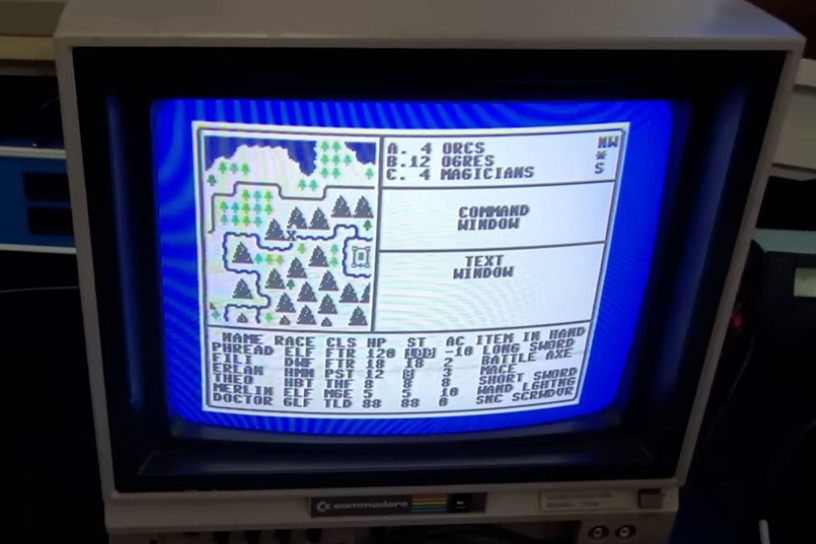 A. 4 ORCS NW
B.12 OGRES *
C. 4 MAGICIANS S
COMMAND
WINDOW
TEXT
WINDOW
NAME RACE CLS HP ST AC ITEM IN HAND
PHREAD ELF FTR 120 -10 LONG SWORD
FILI DWF FTR 18 18 2 BATTLE AXE
ERLAN HMN PST 12 3 MACE
THEO HBT THF 8 8 8 SHORT SWORD
MERLIN ELF MGE 5 5 10 WAND LGHTNG
DOCTOR GLF TLD 88 88 0 SNC SCRWDVR
commodore